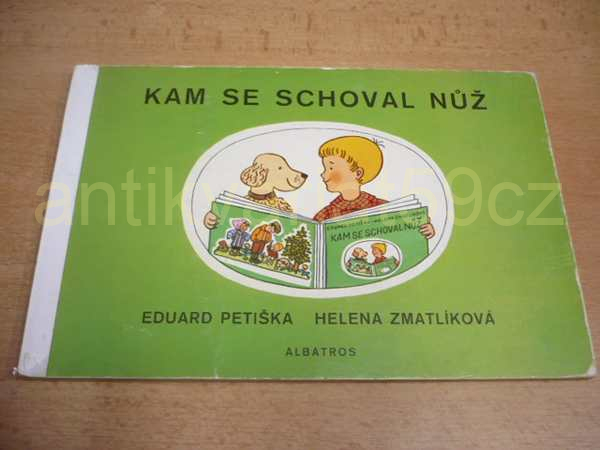 KAM SE SCHOVAL NŮŽ
KAM SE SCHOVAL NŮŽ
EDUARD PETIŠKA HELENA ZMATLÍKOVÁ
ALBATROS